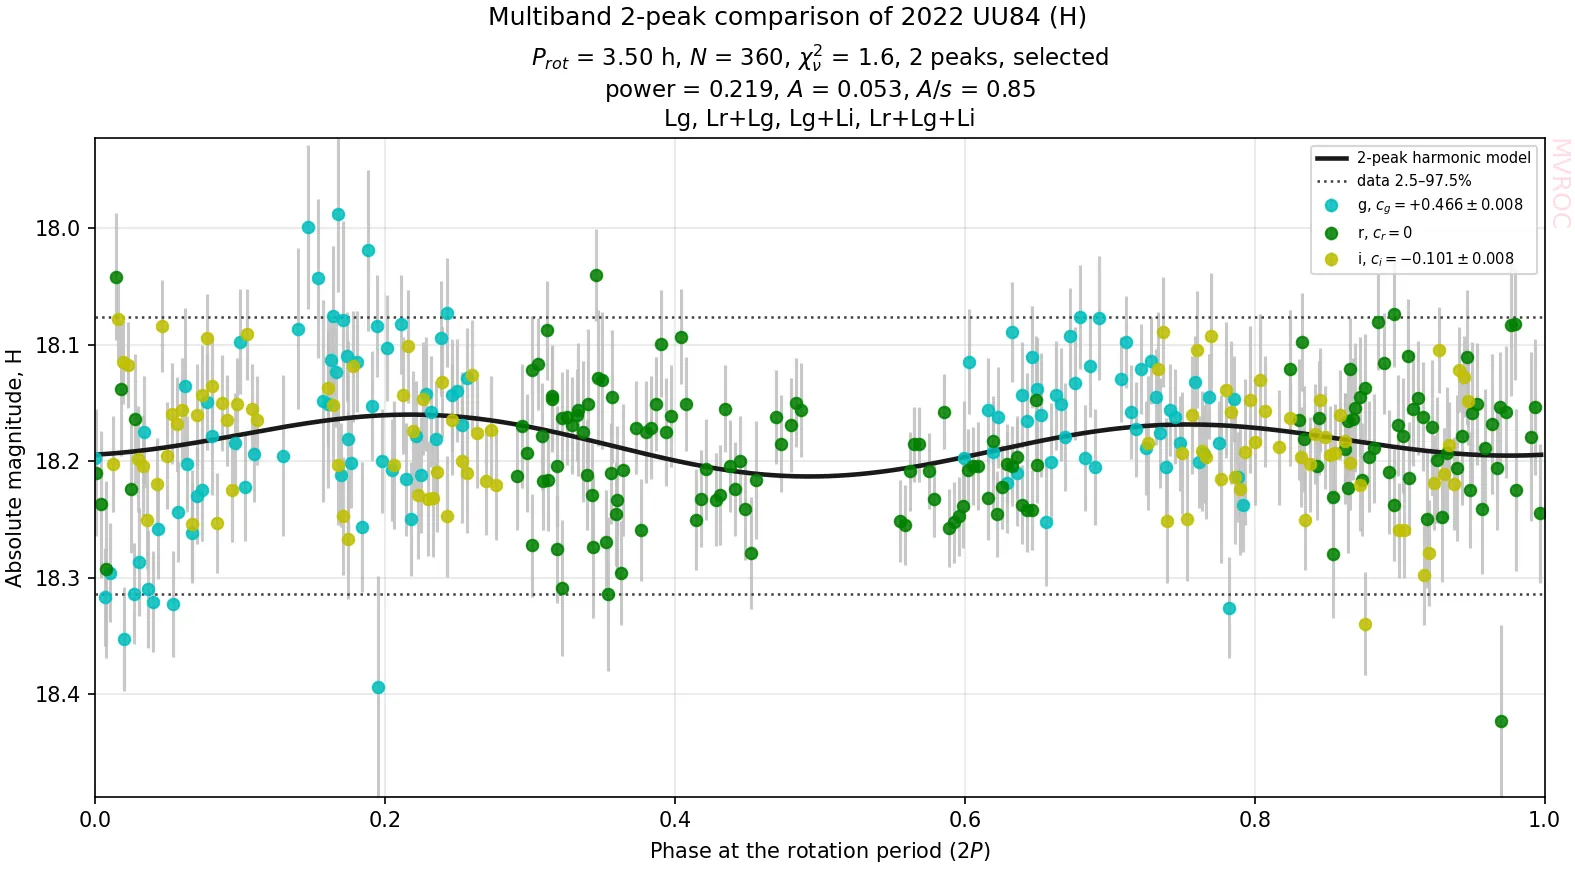 Multiband 2-peak comparison of 2022 UU84 (H)
P_rot = 3.50 h, N = 360, χ²_ν = 1.6, 2 peaks, selected
power = 0.219, A = 0.053, A/s = 0.85
Lg, Lr+Lg, Lg+Li, Lr+Lg+Li
2-peak harmonic model
data 2.5–97.5%
g, c_g = +0.466 ± 0.008
r, c_r = 0
i, c_i = −0.101 ± 0.008
MVROC
Absolute magnitude, H
18.0
18.1
18.2
18.3
18.4
0.0 0.2 0.4 0.6 0.8 1.0
Phase at the rotation period (2P)